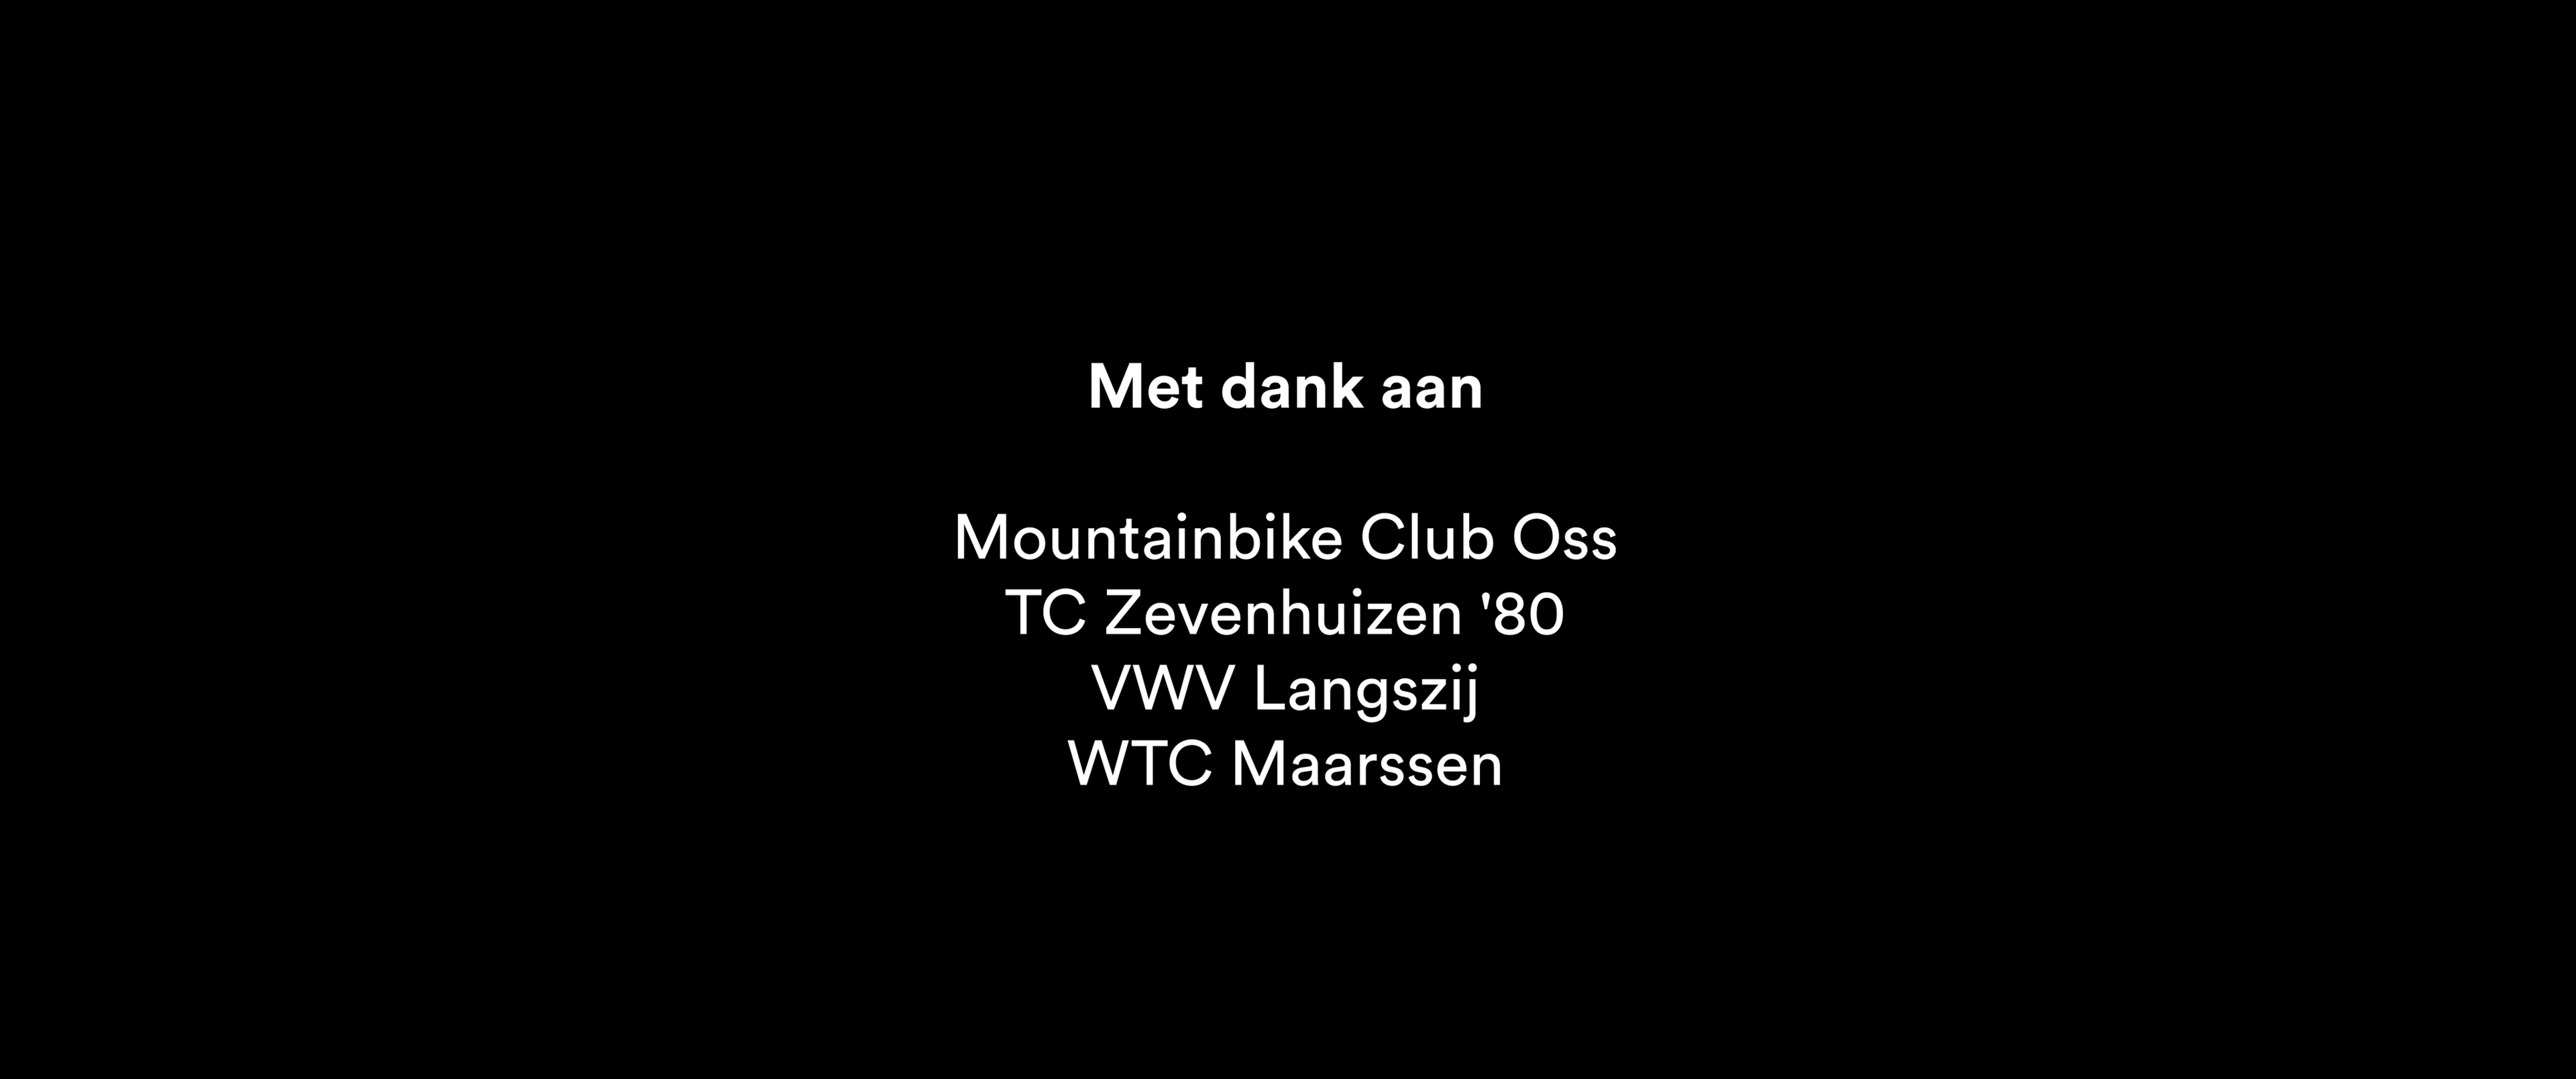 Met dank aan
Mountainbike Club Oss
TC Zevenhuizen '80
VWV Langszij
WTC Maarssen